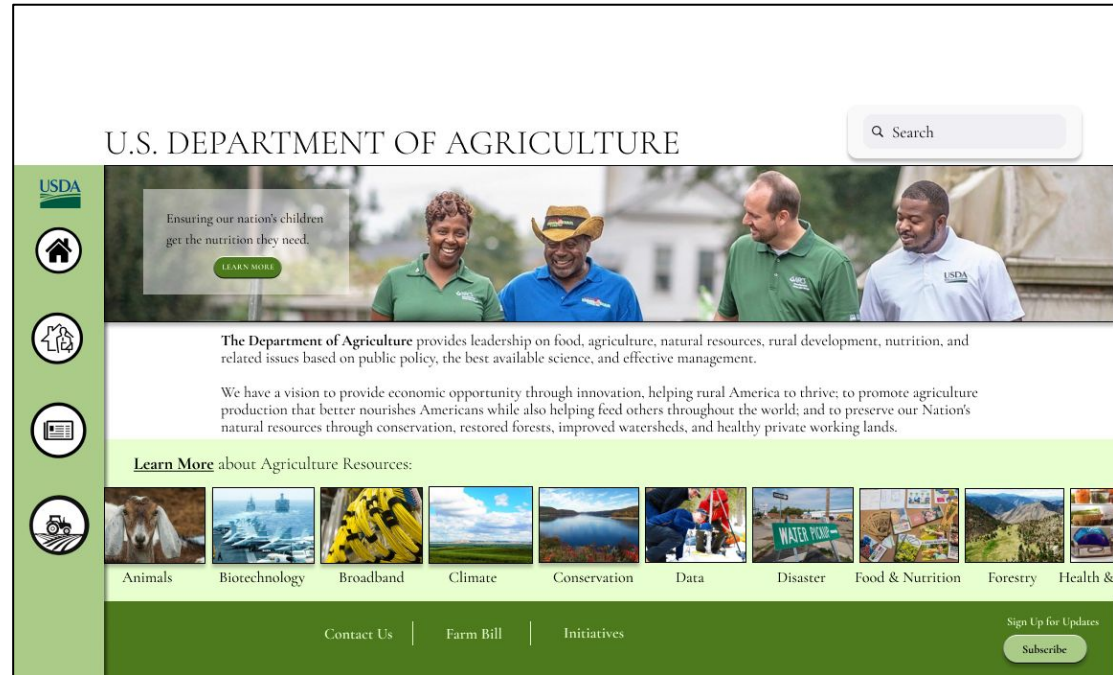 U.S. DEPARTMENT OF AGRICULTURE
Search
USDA
Ensuring our nation's children
get the nutrition they need.
LEARN MORE
USDA
The Department of Agriculture provides leadership on food, agriculture, natural resources, rural development, nutrition, and
related issues based on public policy, the best available science, and effective management.
We have a vision to provide economic opportunity through innovation, helping rural America to thrive; to promote agriculture
production that better nourishes Americans while also helping feed others throughout the world; and to preserve our Nation's
natural resources through conservation, restored forests, improved watersheds, and healthy private working lands.
Learn More about Agriculture Resources:
WATER PICKUP
Animals
Biotechnology
Broadband
Climate
Conservation
Data
Disaster
Food & Nutrition
Forestry
Health &
Contact Us
Farm Bill
Initiatives
Sign Up for Updates
Subscribe